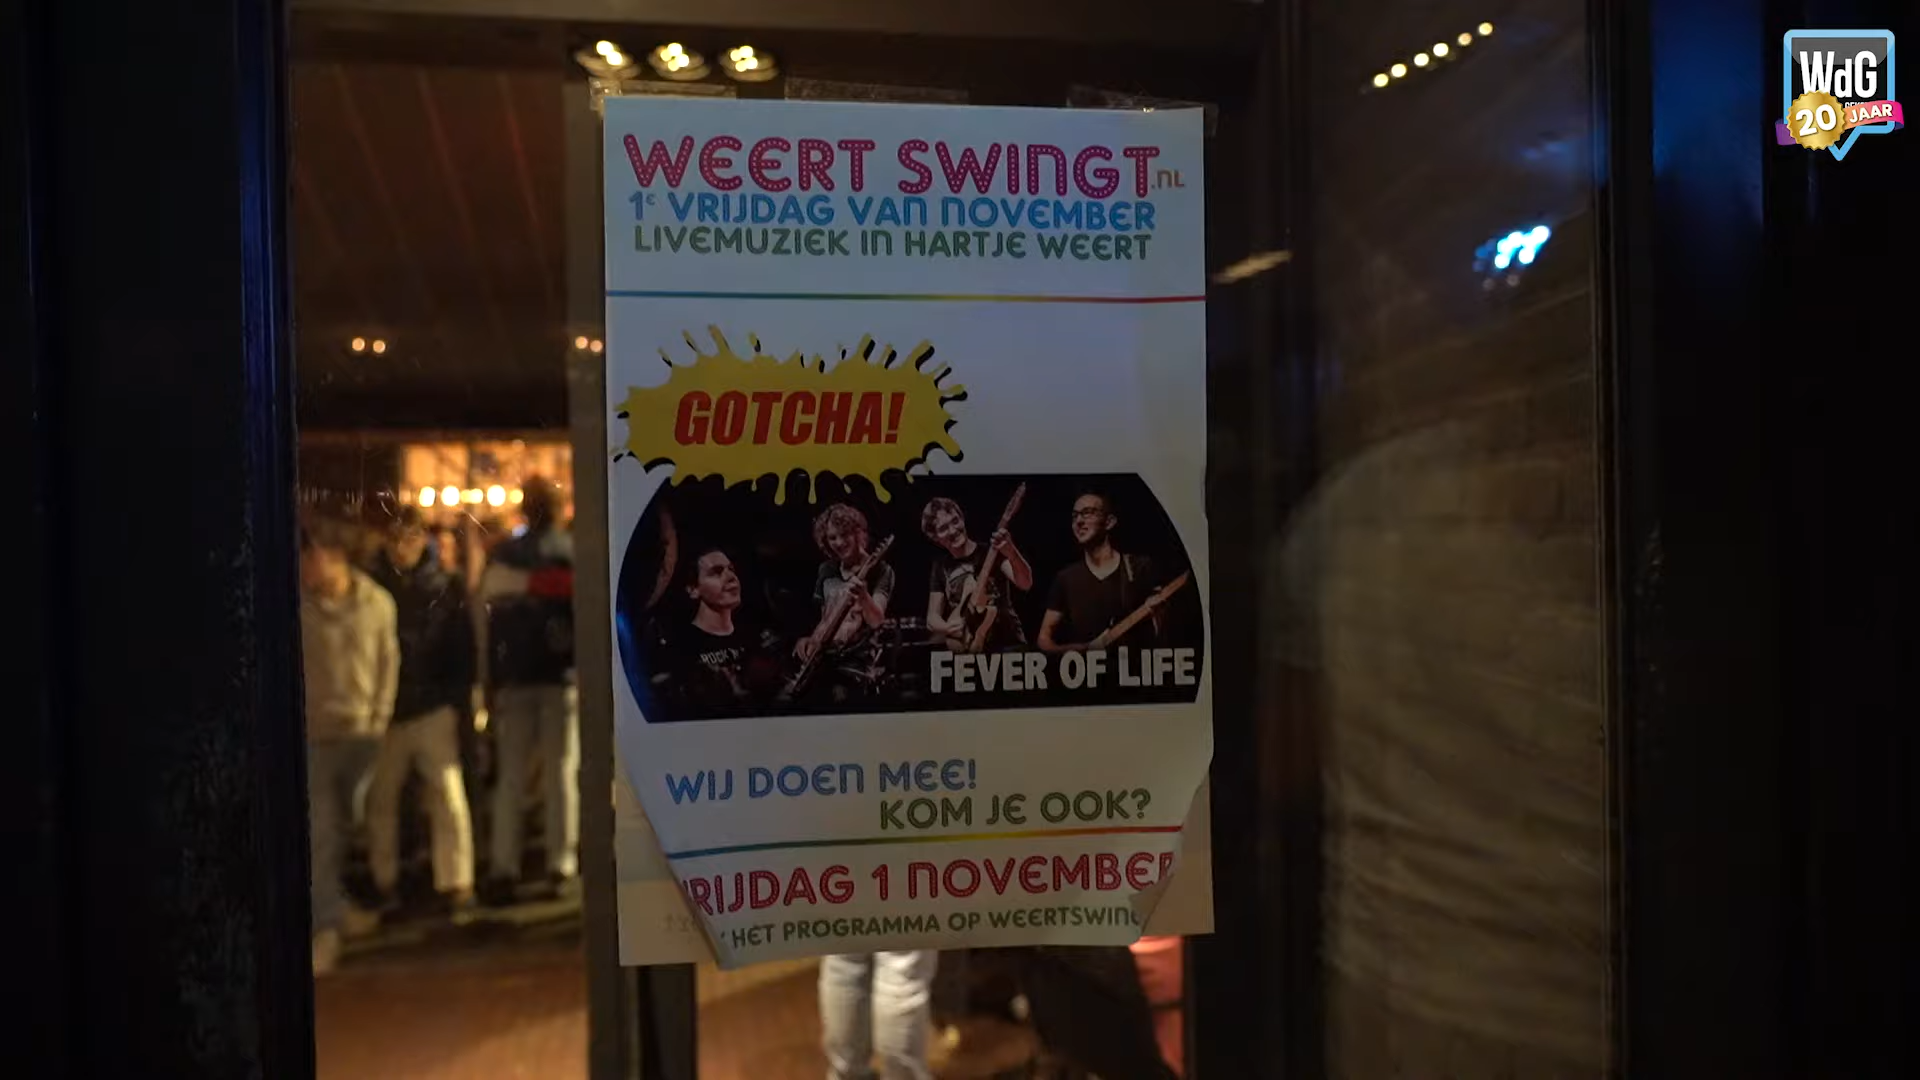 WEERT SWINGT.NL
1e VRIJDAG VAN NOVEMBER
LIVEMUZIEK IN HARTJE WEERT
GOTCHA!
ROCK
FEVER OF LIFE
WIJ DOEN MEE!
KOM JE OOK?
RIJDAG 1 NOVEMBER
HET PROGRAMMA OP WEERTSWING
WdG
20 JAAR